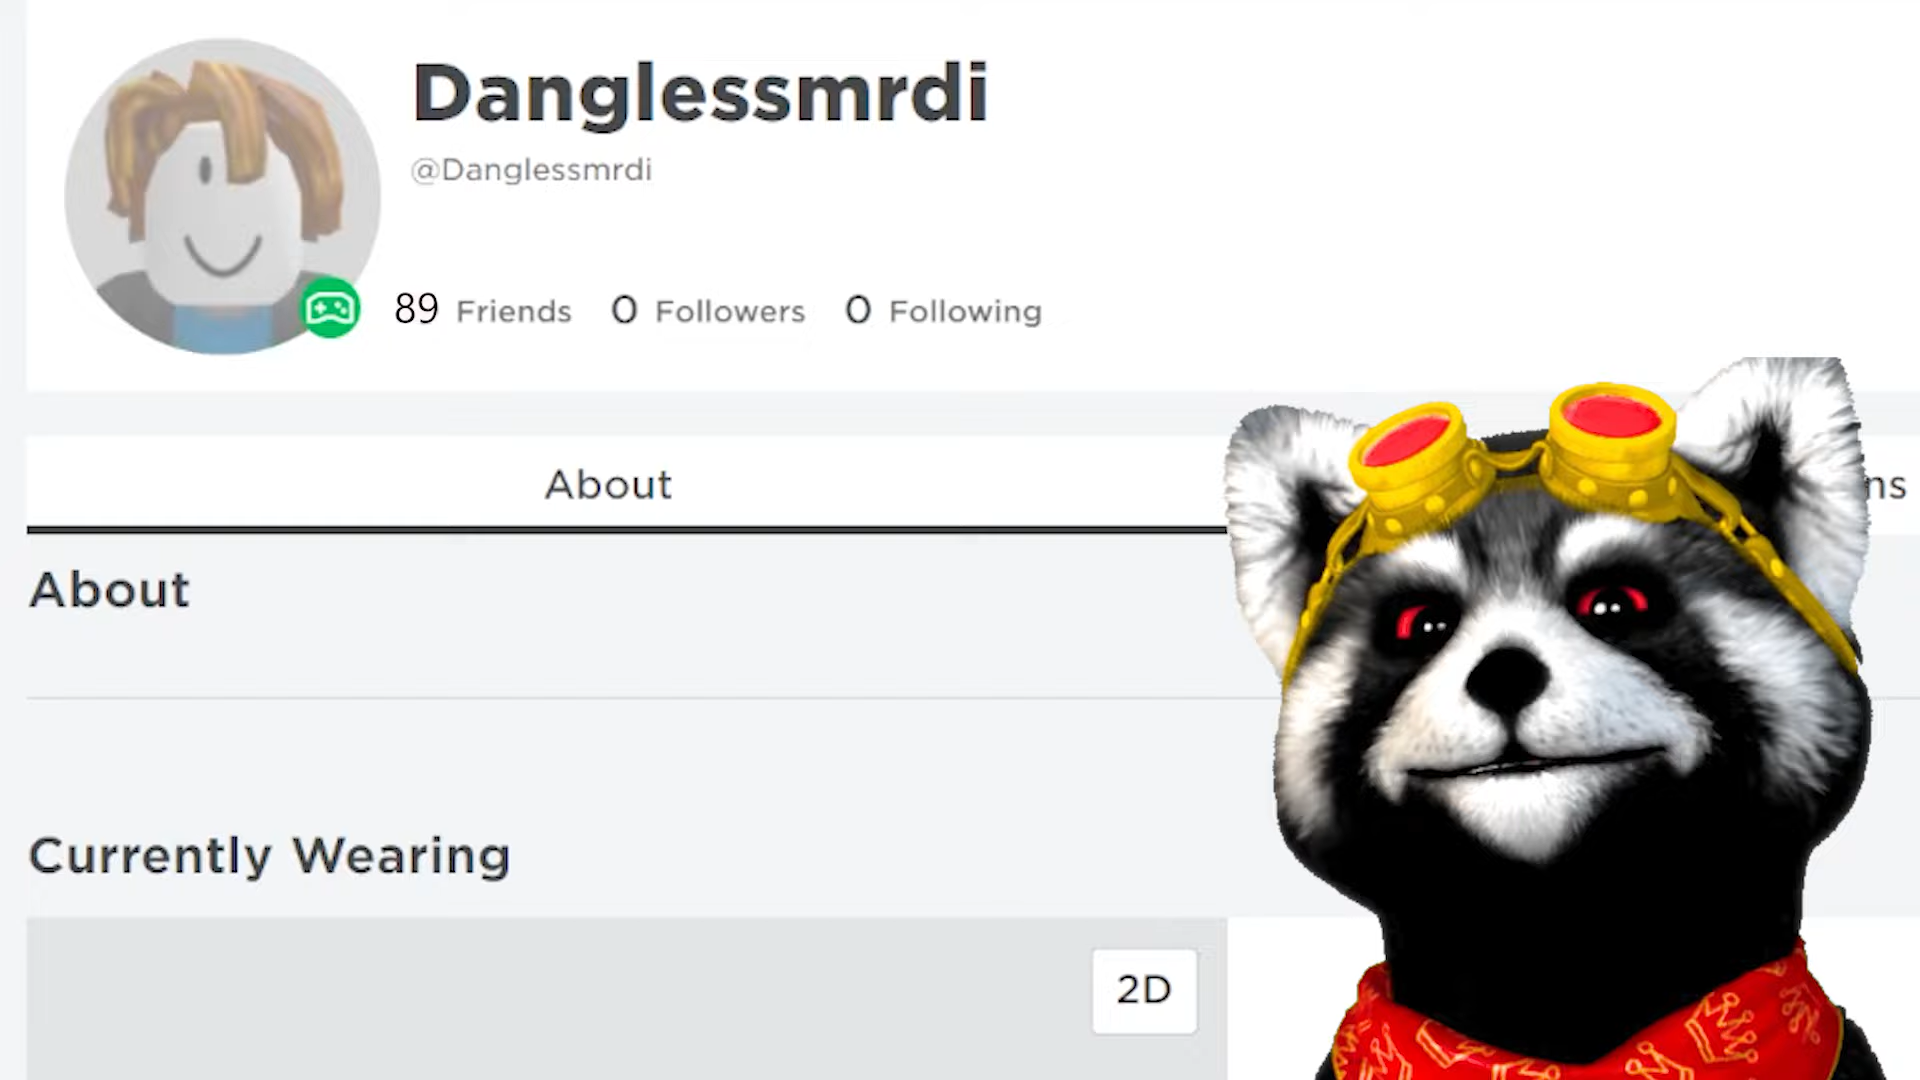 Danglessmrdi
@Danglessmrdi
89 Friends 0 Followers 0 Following
About
About
Currently Wearing
2D